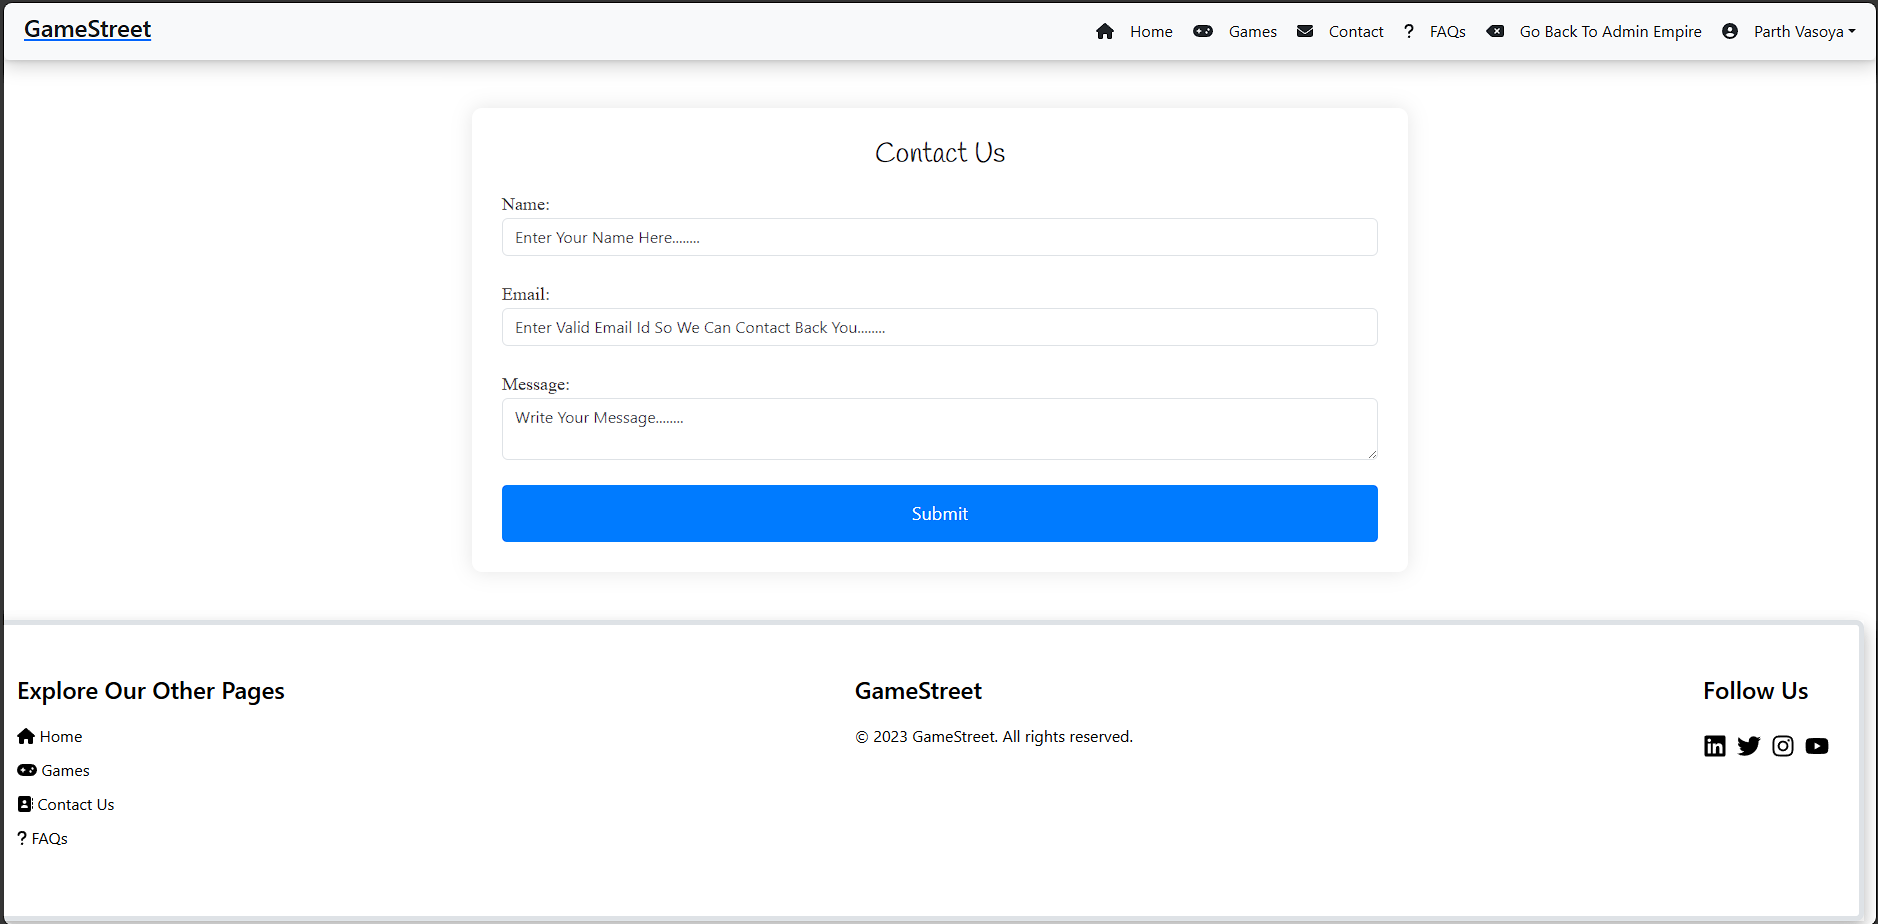 GameStreet
Home Games Contact ? FAQs Go Back To Admin Empire Parth Vasoya
Contact Us
Name:
Enter Your Name Here........
Email:
Enter Valid Email Id So We Can Contact Back You........
Message:
Write Your Message........
Submit
Explore Our Other Pages
Home
Games
Contact Us
? FAQs
GameStreet
© 2023 GameStreet. All rights reserved.
Follow Us